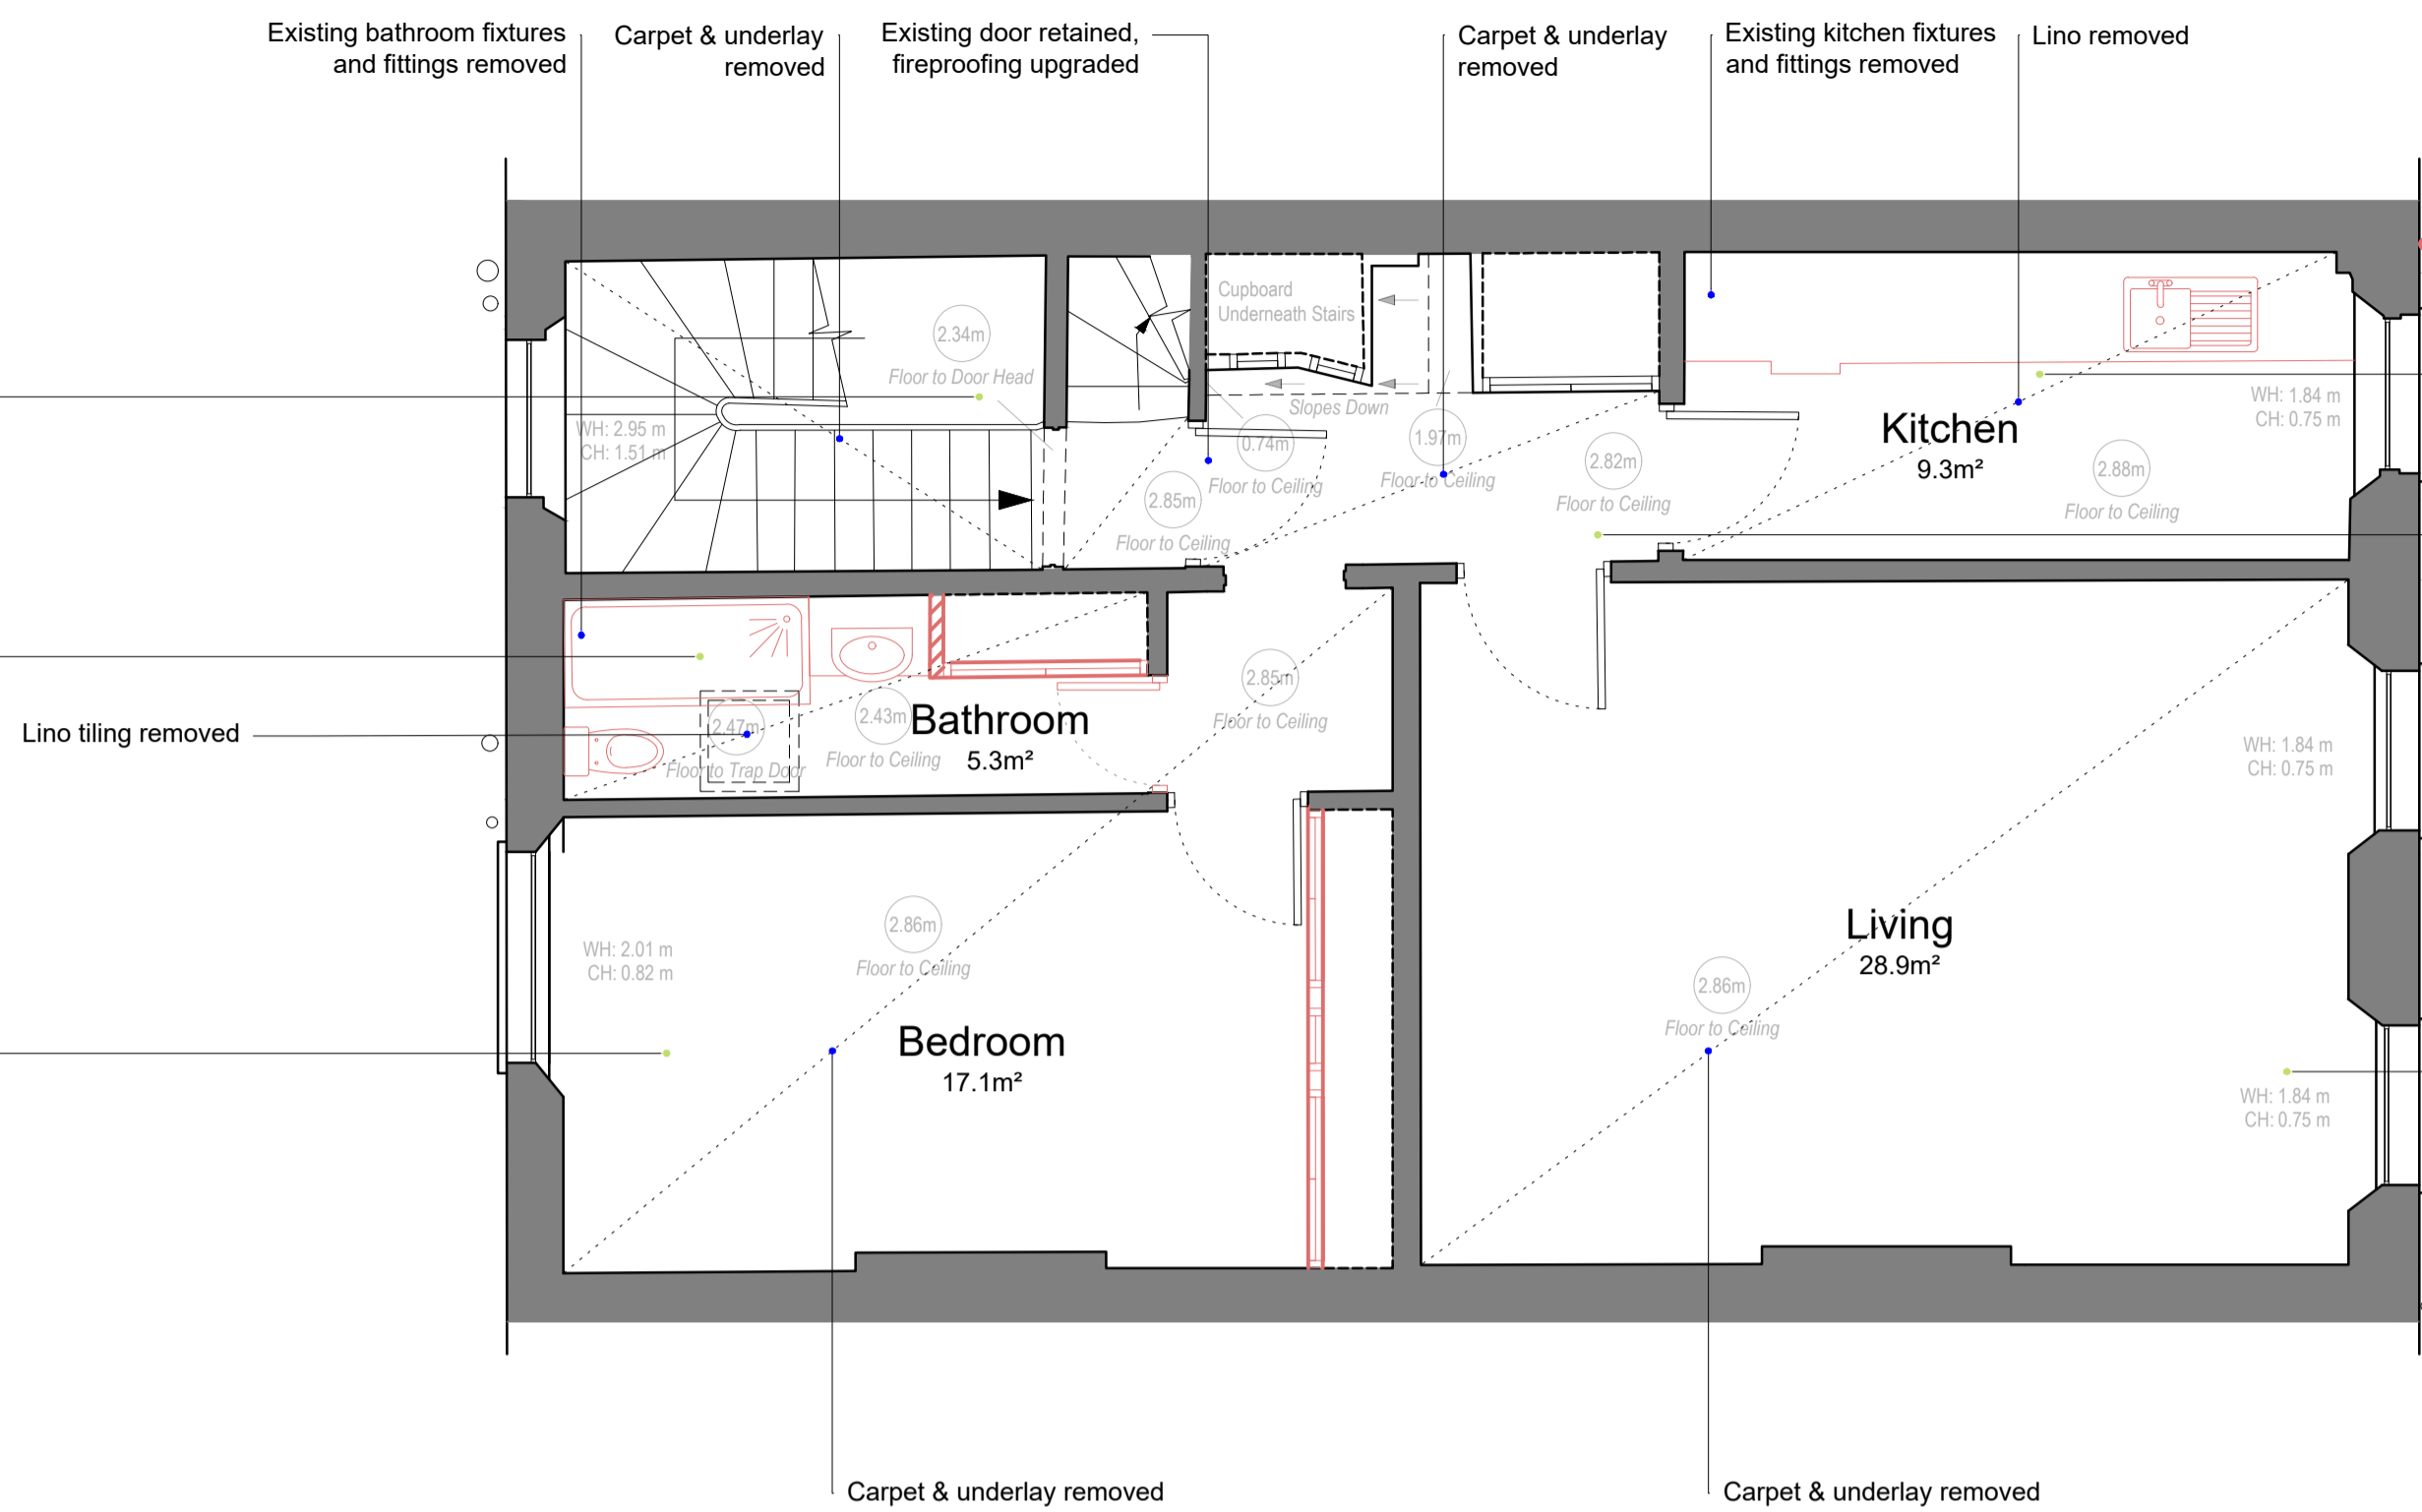 Existing bathroom fixtures
and fittings removed
Carpet & underlay
removed
Existing door retained,
fireproofing upgraded
Carpet & underlay
removed
Existing kitchen fixtures
and fittings removed
Lino removed
Cupboard
Underneath Stairs
2.34m
Floor to Door Head
Slopes Down
WH: 2.95 m
CH: 1.51 m
0.74m
Floor to Ceiling
1.97m
Floor to Ceiling
2.85m
Floor to Ceiling
2.82m
Floor to Ceiling
Kitchen
9.3m²
2.88m
Floor to Ceiling
WH: 1.84 m
CH: 0.75 m
Lino tiling removed
2.47m
Floor to Trap Door
2.43m
Floor to Ceiling
Bathroom
5.3m²
2.85m
Floor to Ceiling
WH: 1.84 m
CH: 0.75 m
WH: 2.01 m
CH: 0.82 m
2.86m
Floor to Ceiling
Bedroom
17.1m²
Living
28.9m²
2.86m
Floor to Ceiling
WH: 1.84 m
CH: 0.75 m
Carpet & underlay removed
Carpet & underlay removed